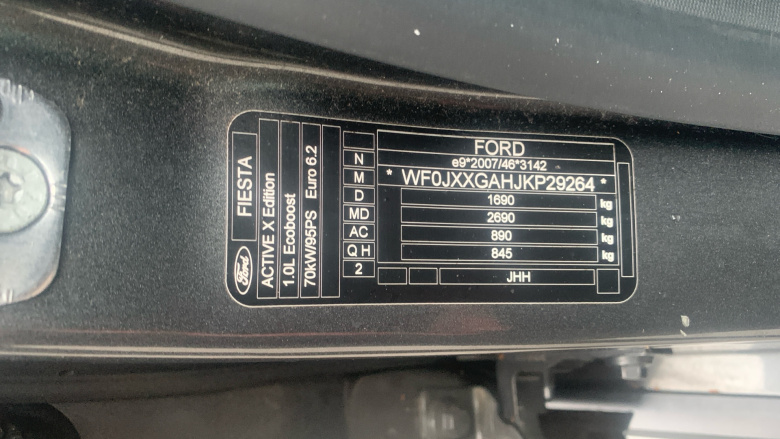 FORD
e9*2007/46*3142
* WF0JXXGAHJKP29264 *
1690 kg
2690 kg
890 kg
845 kg
JHH
N
M
D
MD
AC
Q H
2
FIESTA
ACTIVE X Edition
1.0L Ecoboost
70kW/95PS Euro 6.2
Ford